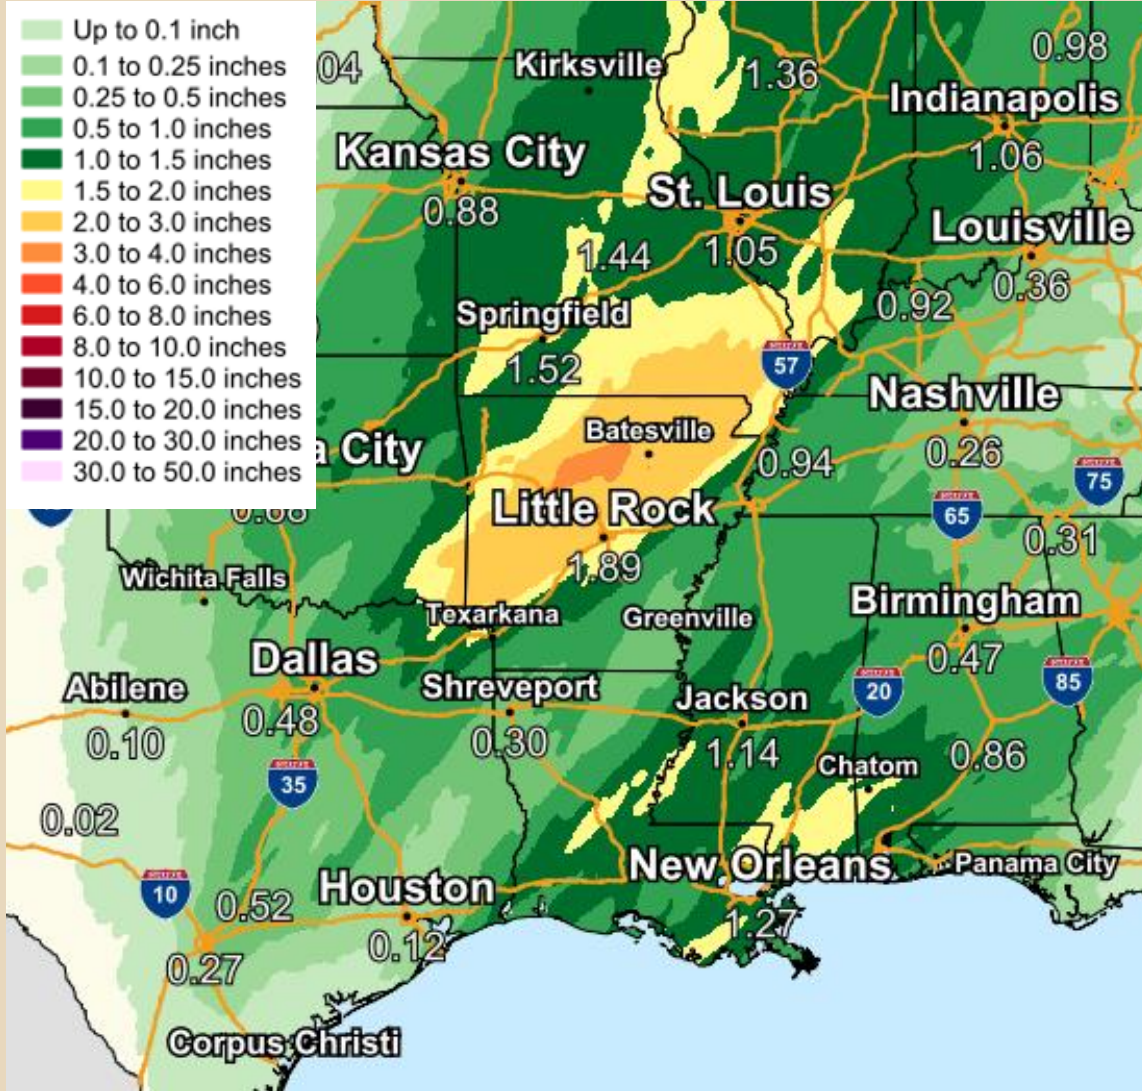 Up to 0.1 inch
0.1 to 0.25 inches
0.25 to 0.5 inches
0.5 to 1.0 inches
1.0 to 1.5 inches
1.5 to 2.0 inches
2.0 to 3.0 inches
3.0 to 4.0 inches
4.0 to 6.0 inches
6.0 to 8.0 inches
8.0 to 10.0 inches
10.0 to 15.0 inches
15.0 to 20.0 inches
20.0 to 30.0 inches
30.0 to 50.0 inches
04
Kirksville
1.36
0.98
Indianapolis
1.06
Kansas City
0.88
St. Louis
1.05
Louisville
0.36
1.44
0.92
Springfield
1.52
57
Nashville
0.26
Batesville
a City
0.94
75
Little Rock
1.89
65
0.31
Wichita Falls
Texarkana
Greenville
Birmingham
0.47
Dallas
0.48
Abilene
0.10
Shreveport
0.30
Jackson
1.14
20
85
35
Chatom
0.86
0.02
10
Houston
0.12
New Orleans
1.27
Panama City
0.52
0.27
Corpus Christi